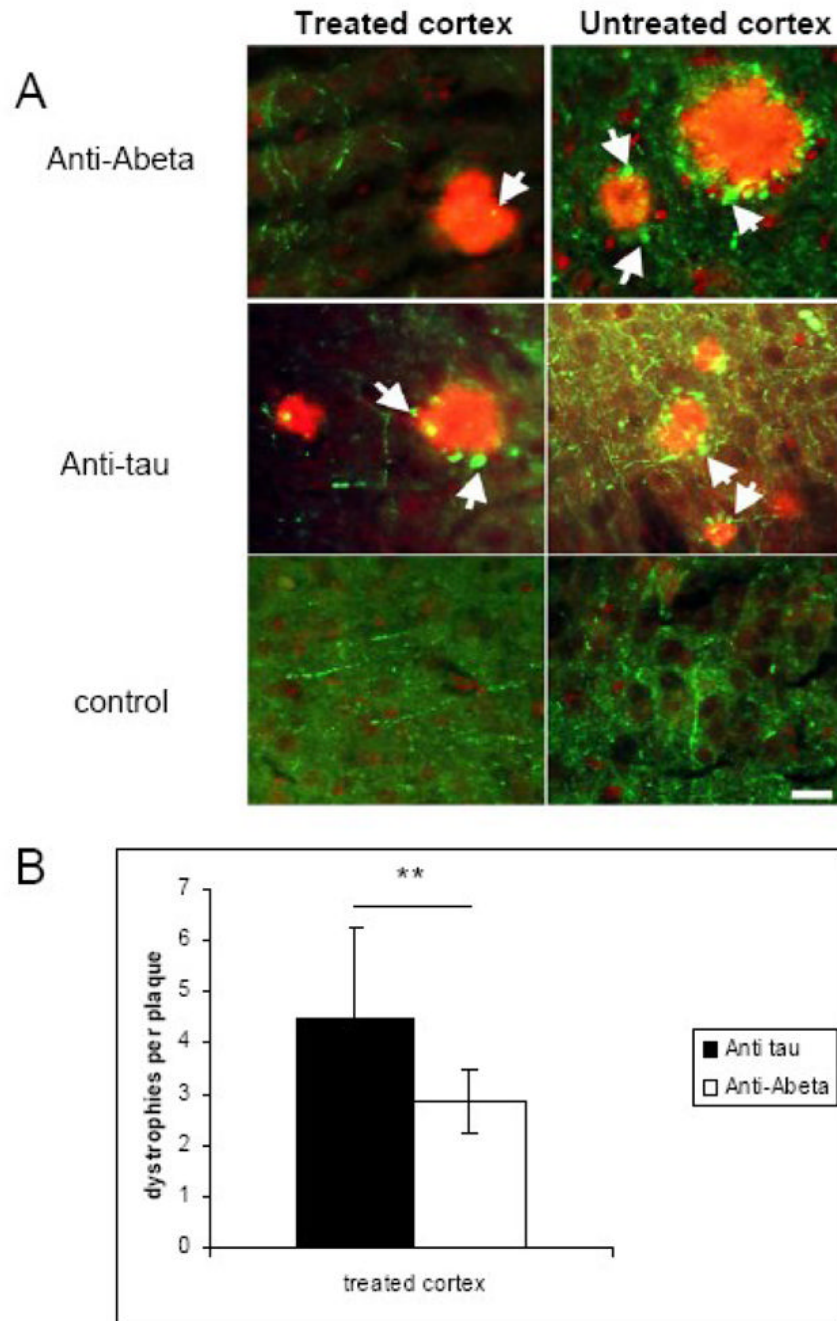 Treated cortex Untreated cortex
A
Anti-Abeta
Anti-tau
control
B
**
7
6
5
4
3
2
1
0
dystrophies per plaque
treated cortex
Anti tau
Anti-Abeta